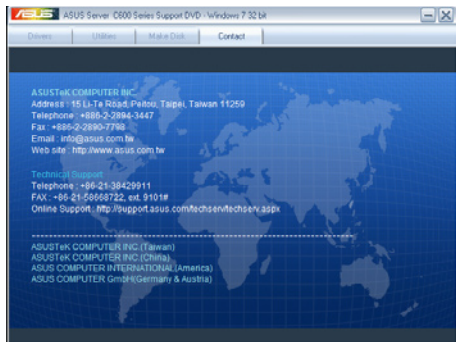 ASUS ASUS Server C600 Series Support DVD - Windows 7 32 bit
Drivers Utilities Make Disk Contact
ASUSTeK COMPUTER INC.
Address : 15 Li-Te Road, Peitou, Taipei, Taiwan 11259
Telephone : +886-2-2894-3447
Fax : +886-2-2890-7798
Email : info@asus.com.tw
Web site : http://www.asus.com.tw
Technical Support
Telephone : +86-21-38429911
FAX : +86-21-58668722, ext. 9101#
Online Support : http://support.asus.com/techserv/techserv.aspx
ASUSTeK COMPUTER INC.(Taiwan)
ASUSTeK COMPUTER INC.(China)
ASUS COMPUTER INTERNATIONAL(America)
ASUS COMPUTER GmbH(Germany & Austria)